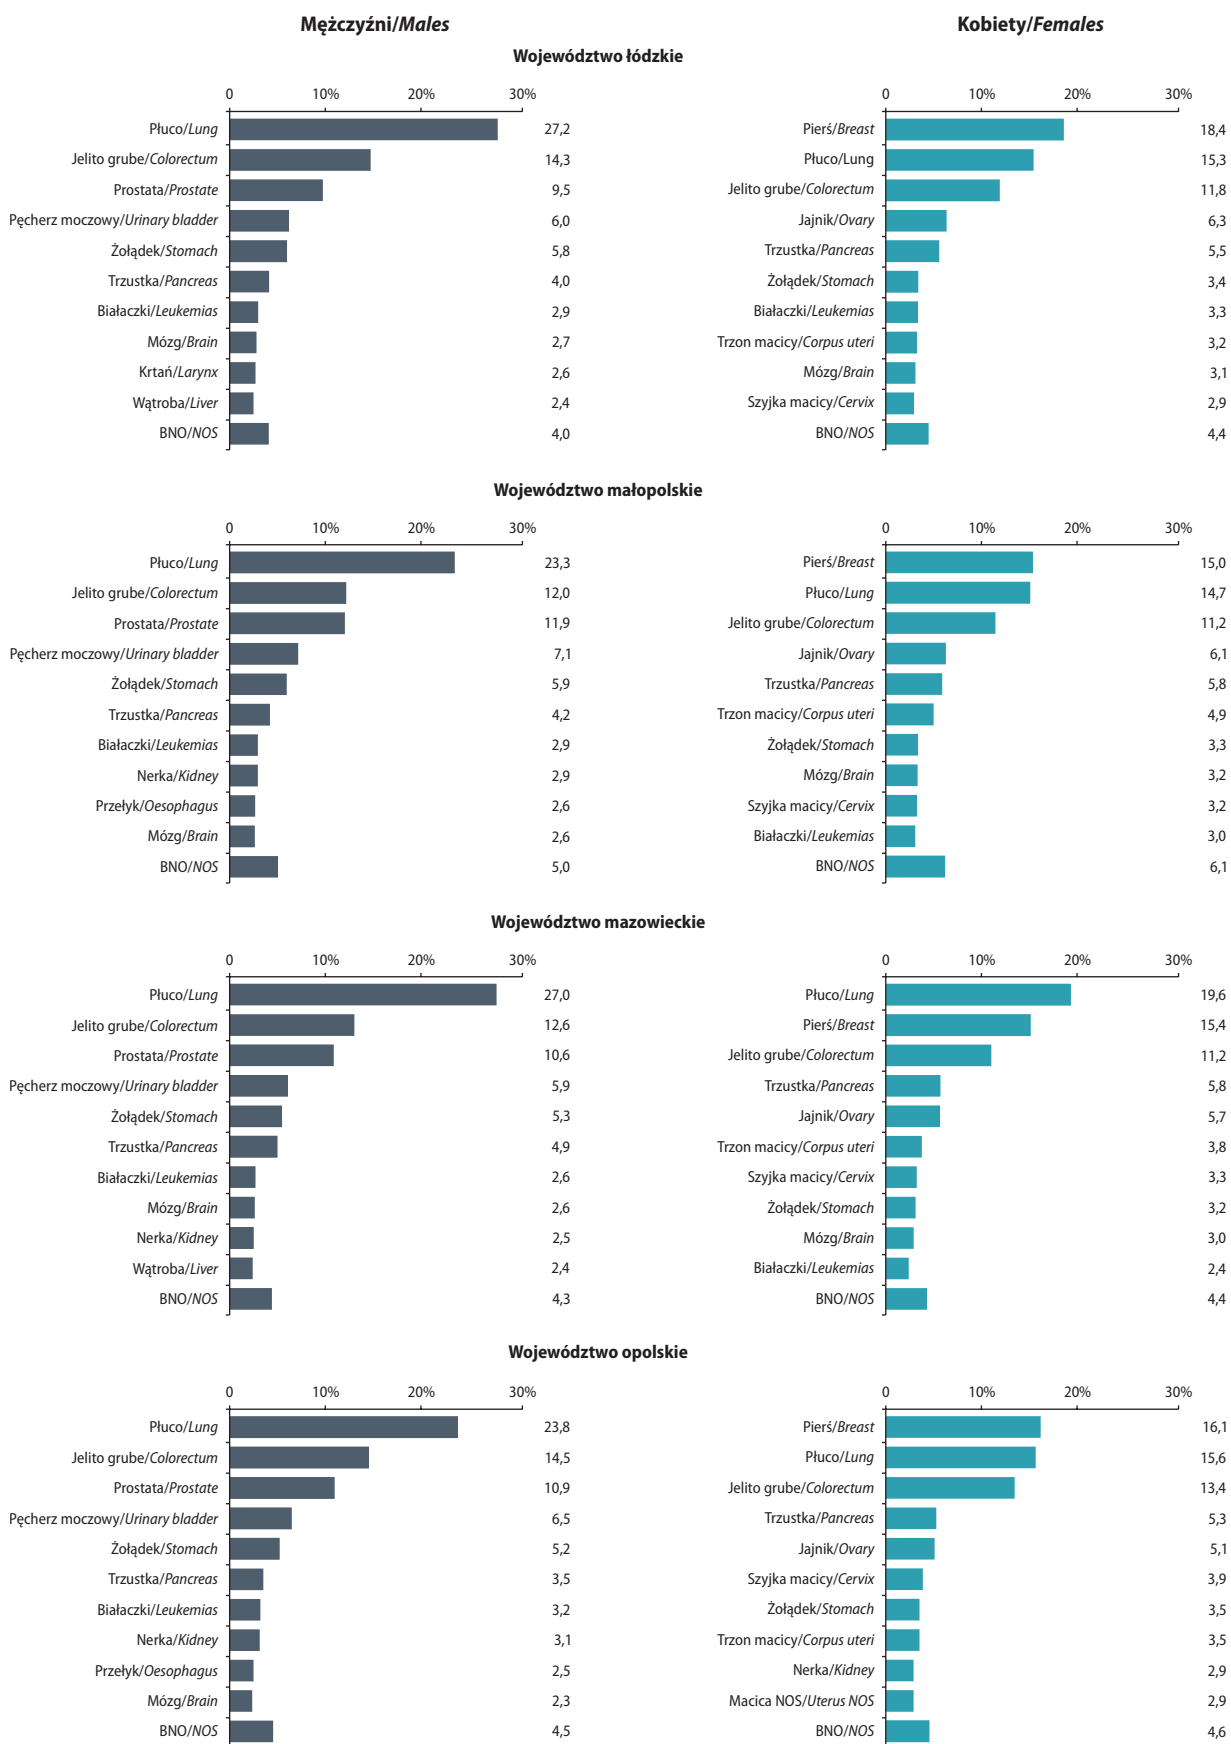 Mężczyźni/Males
Kobiety/Females
Województwo łódzkie
0 10% 20% 30%
Płuco/Lung 27,2
Jelito grube/Colorectum 14,3
Prostata/Prostate 9,5
Pęcherz moczowy/Urinary bladder 6,0
Żołądek/Stomach 5,8
Trzustka/Pancreas 4,0
Białaczki/Leukemias 2,9
Mózg/Brain 2,7
Krtań/Larynx 2,6
Wątroba/Liver 2,4
BNO/NOS 4,0
0 10% 20% 30%
Pierś/Breast 18,4
Płuco/Lung 15,3
Jelito grube/Colorectum 11,8
Jajnik/Ovary 6,3
Trzustka/Pancreas 5,5
Żołądek/Stomach 3,4
Białaczki/Leukemias 3,3
Trzon macicy/Corpus uteri 3,2
Mózg/Brain 3,1
Szyjka macicy/Cervix 2,9
BNO/NOS 4,4
Województwo małopolskie
0 10% 20% 30%
Płuco/Lung 23,3
Jelito grube/Colorectum 12,0
Prostata/Prostate 11,9
Pęcherz moczowy/Urinary bladder 7,1
Żołądek/Stomach 5,9
Trzustka/Pancreas 4,2
Białaczki/Leukemias 2,9
Nerka/Kidney 2,9
Przełyk/Oesophagus 2,6
Mózg/Brain 2,6
BNO/NOS 5,0
0 10% 20% 30%
Pierś/Breast 15,0
Płuco/Lung 14,7
Jelito grube/Colorectum 11,2
Jajnik/Ovary 6,1
Trzustka/Pancreas 5,8
Trzon macicy/Corpus uteri 4,9
Żołądek/Stomach 3,3
Mózg/Brain 3,2
Szyjka macicy/Cervix 3,2
Białaczki/Leukemias 3,0
BNO/NOS 6,1
Województwo mazowieckie
0 10% 20% 30%
Płuco/Lung 27,0
Jelito grube/Colorectum 12,6
Prostata/Prostate 10,6
Pęcherz moczowy/Urinary bladder 5,9
Żołądek/Stomach 5,3
Trzustka/Pancreas 4,9
Białaczki/Leukemias 2,6
Mózg/Brain 2,6
Nerka/Kidney 2,5
Wątroba/Liver 2,4
BNO/NOS 4,3
0 10% 20% 30%
Płuco/Lung 19,6
Pierś/Breast 15,4
Jelito grube/Colorectum 11,2
Trzustka/Pancreas 5,8
Jajnik/Ovary 5,7
Trzon macicy/Corpus uteri 3,8
Szyjka macicy/Cervix 3,3
Żołądek/Stomach 3,2
Mózg/Brain 3,0
Białaczki/Leukemias 2,4
BNO/NOS 4,4
Województwo opolskie
0 10% 20% 30%
Płuco/Lung 23,8
Jelito grube/Colorectum 14,5
Prostata/Prostate 10,9
Pęcherz moczowy/Urinary bladder 6,5
Żołądek/Stomach 5,2
Trzustka/Pancreas 3,5
Białaczki/Leukemias 3,2
Nerka/Kidney 3,1
Przełyk/Oesophagus 2,5
Mózg/Brain 2,3
BNO/NOS 4,5
0 10% 20% 30%
Pierś/Breast 16,1
Płuco/Lung 15,6
Jelito grube/Colorectum 13,4
Trzustka/Pancreas 5,3
Jajnik/Ovary 5,1
Szyjka macicy/Cervix 3,9
Żołądek/Stomach 3,5
Trzon macicy/Corpus uteri 3,5
Nerka/Kidney 2,9
Macica NOS/Uterus NOS 2,9
BNO/NOS 4,6